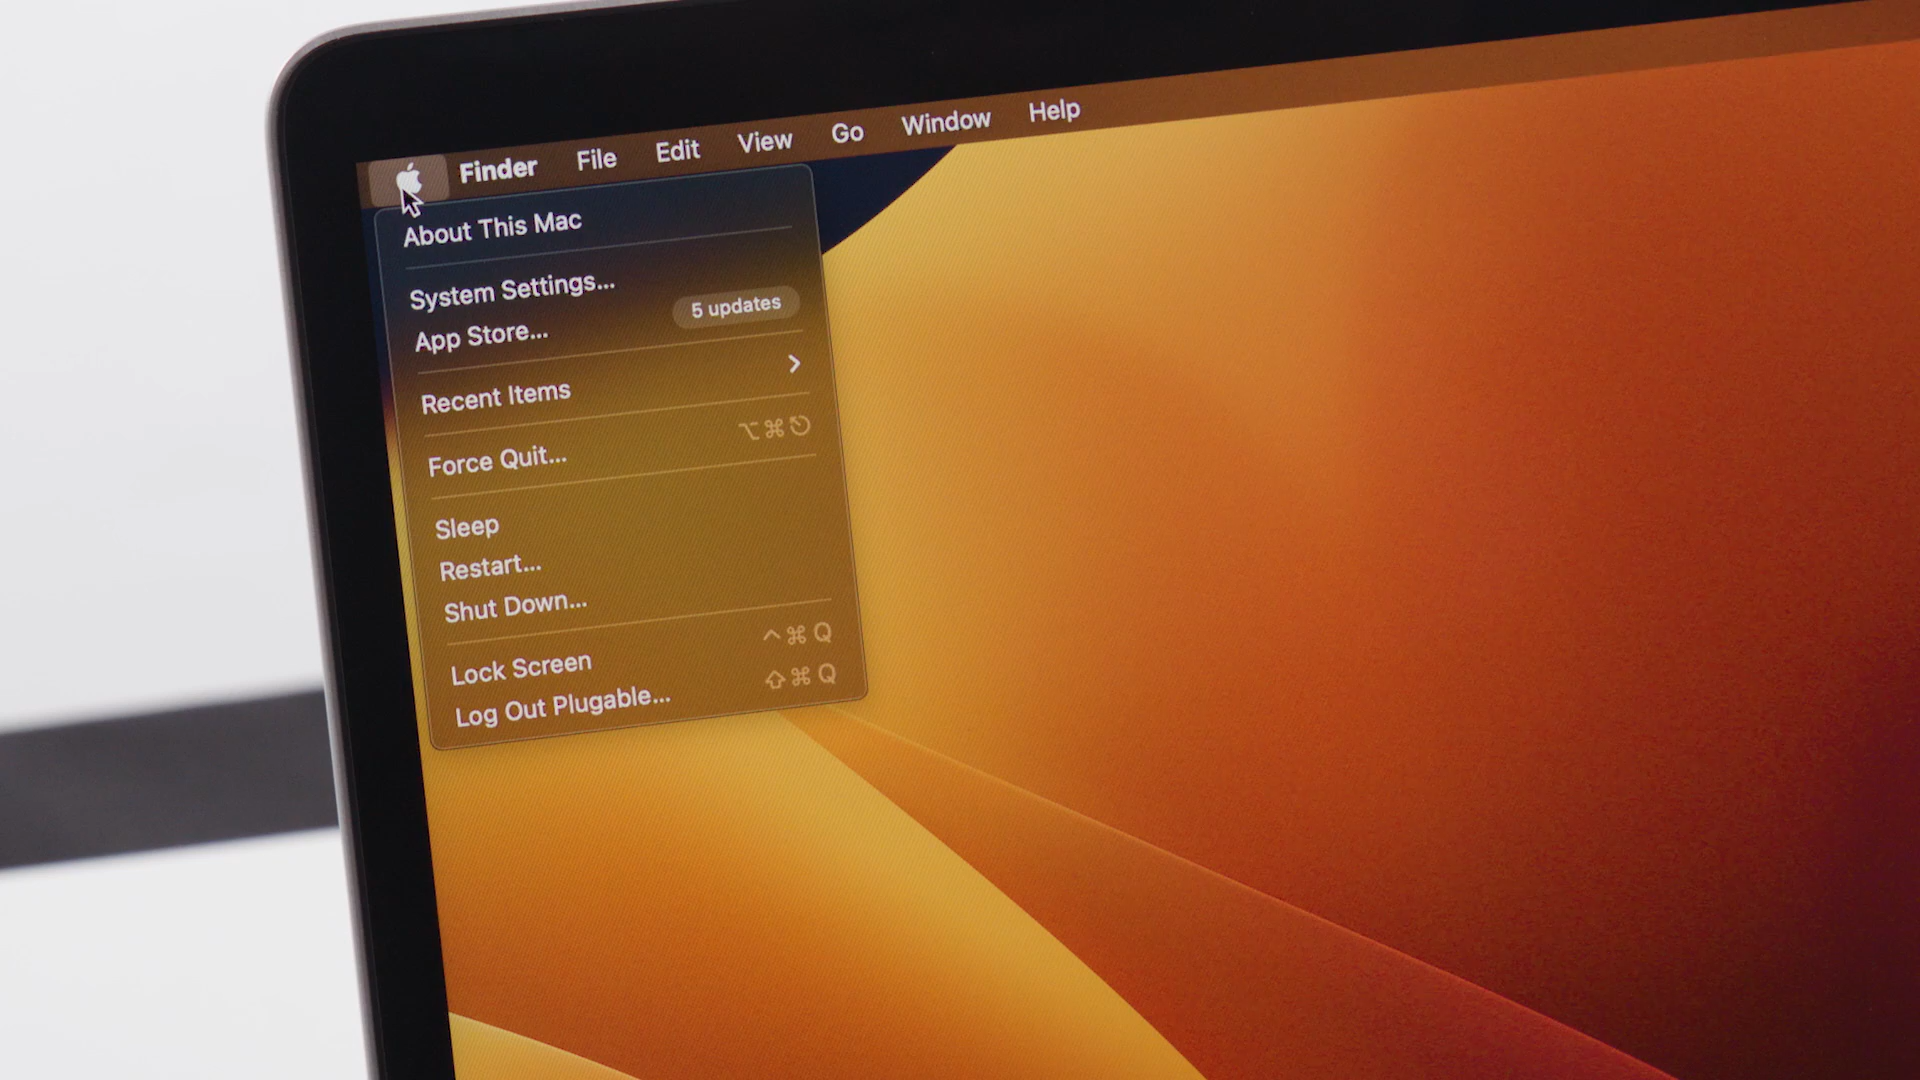 Finder File Edit View Go Window Help
About This Mac
System Settings...
App Store... 5 updates
Recent Items
Force Quit... ⌥⌘⎋
Sleep
Restart...
Shut Down...
Lock Screen ^⌘Q
Log Out Plugable... ⇧⌘Q